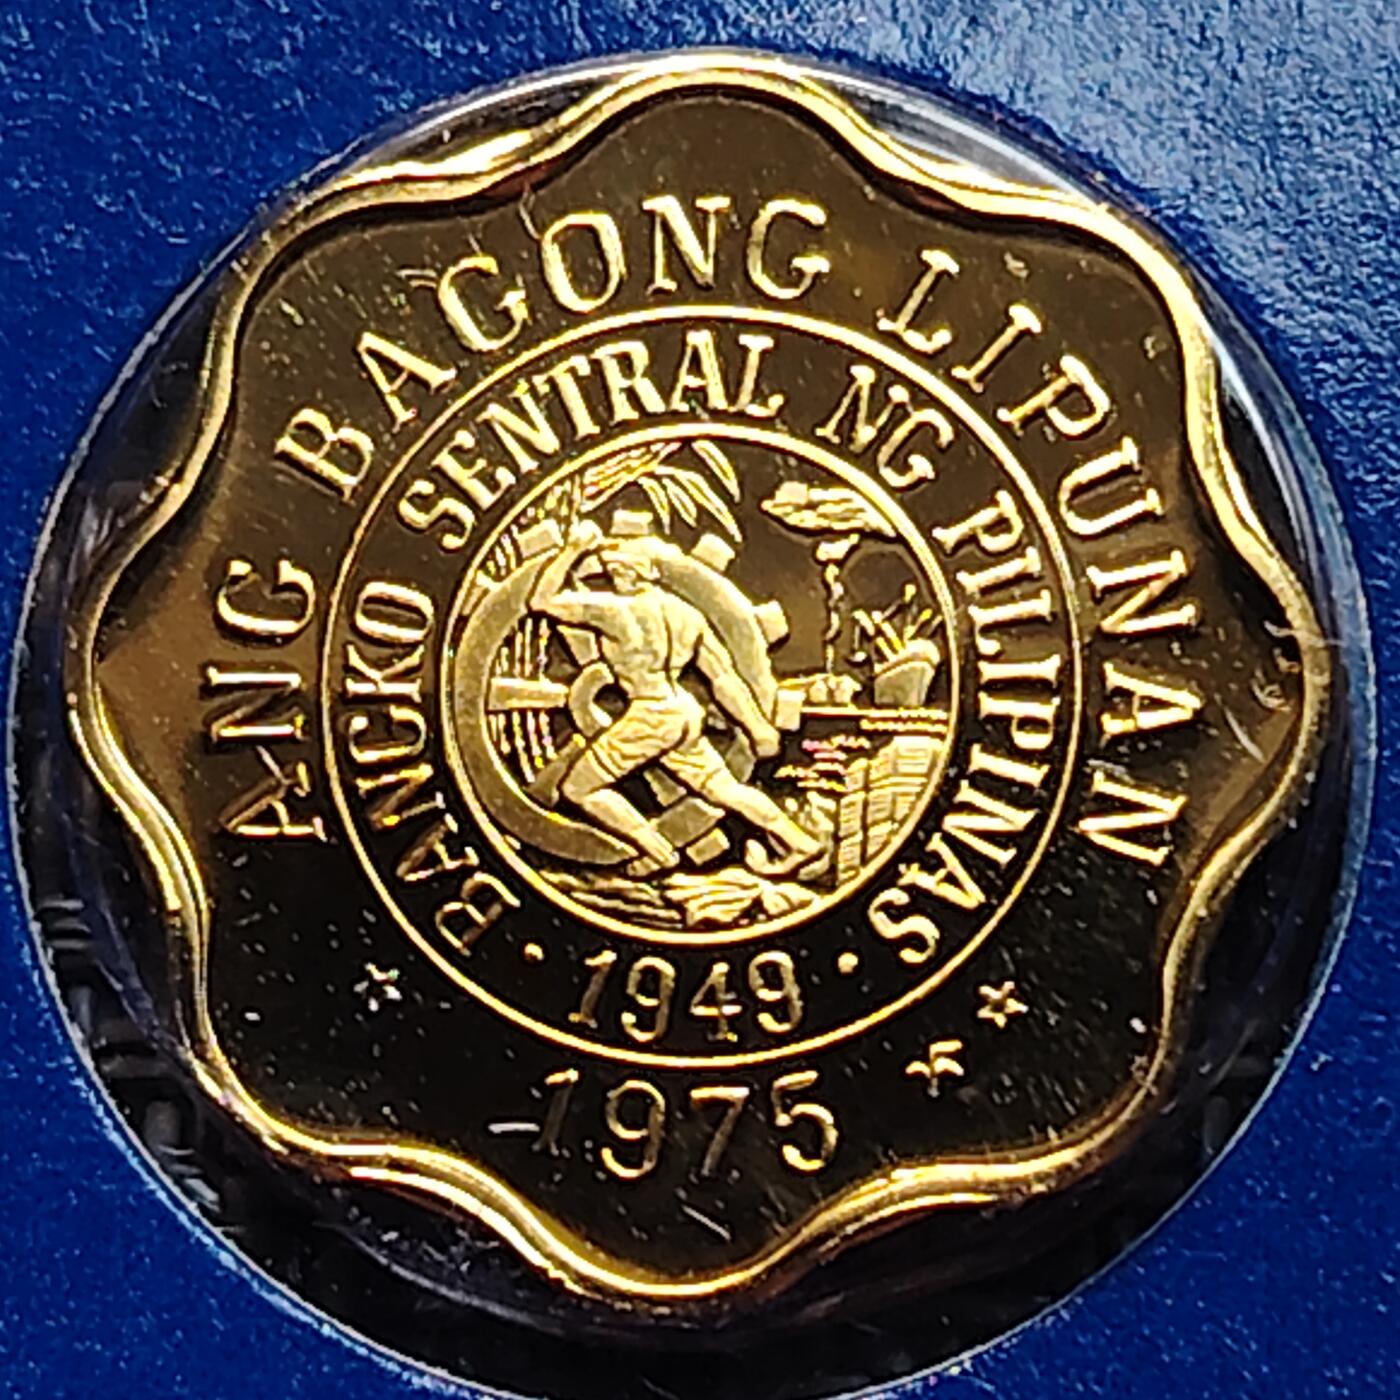 ANG BAGONG LIPUNAN
BANGKO SENTRAL NG PILIPINAS
· 1949 ·
1975